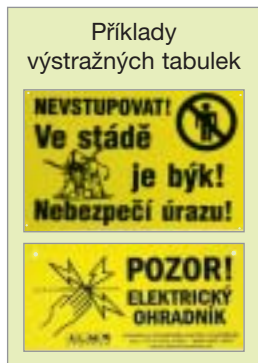 Příklady
výstražných tabulek
NEVSTUPOVAT!
Ve stádě
je býk!
Nebezpečí úrazu!
POZOR!
ELEKTRICKÝ
OHRADNÍK